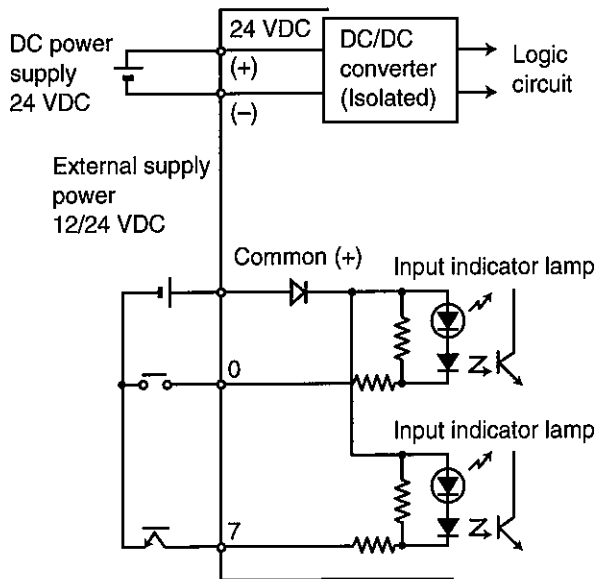 24 VDC
DC power
supply
24 VDC
(+)
(–)
DC/DC
converter
(Isolated)
Logic
circuit
External supply
power
12/24 VDC
Common (+)
Input indicator lamp
0
Input indicator lamp
7